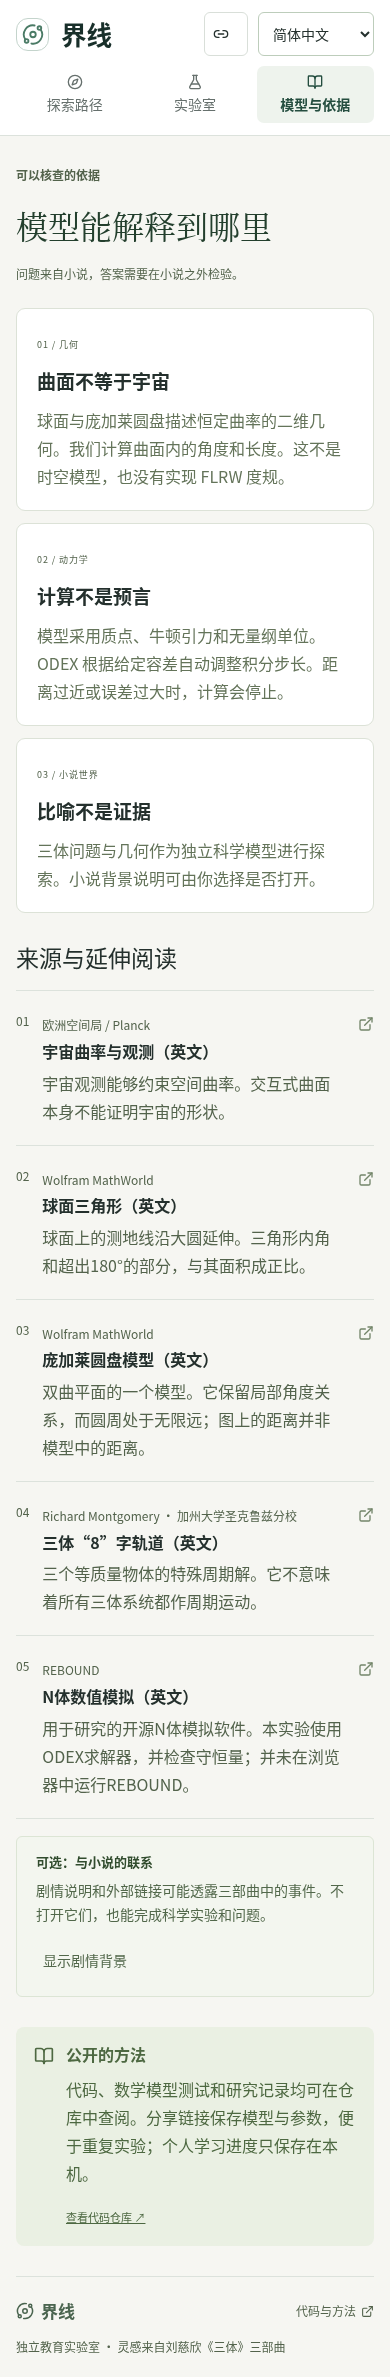 界线
简体中文
探索路径
实验室
模型与依据
可以核查的依据
模型能解释到哪里
问题来自小说，答案需要在小说之外检验。
01 / 几何
曲面不等于宇宙
球面与庞加莱圆盘描述恒定曲率的二维几
何。我们计算曲面内的角度和长度。这不是
时空模型，也没有实现 FLRW 度规。
02 / 动力学
计算不是预言
模型采用质点、牛顿引力和无量纲单位。
ODEX 根据给定容差自动调整积分步长。距
离过近或误差过大时，计算会停止。
03 / 小说世界
比喻不是证据
三体问题与几何作为独立科学模型进行探
索。小说背景说明可由你选择是否打开。
来源与延伸阅读
01 欧洲空间局 / Planck
宇宙曲率与观测（英文）
宇宙观测能够约束空间曲率。交互式曲面
本身不能证明宇宙的形状。
02 Wolfram MathWorld
球面三角形（英文）
球面上的测地线沿大圆延伸。三角形内角
和超出180°的部分，与其面积成正比。
03 Wolfram MathWorld
庞加莱圆盘模型（英文）
双曲平面的一个模型。它保留局部角度关
系，而圆周处于无限远；图上的距离并非
模型中的距离。
04 Richard Montgomery · 加州大学圣克鲁兹分校
三体“8”字轨道（英文）
三个等质量物体的特殊周期解。它不意味
着所有三体系统都作周期运动。
05 REBOUND
N体数值模拟（英文）
用于研究的开源N体模拟软件。本实验使用
ODEX求解器，并检查守恒量；并未在浏览
器中运行REBOUND。
可选：与小说的联系
剧情说明和外部链接可能透露三部曲中的事件。不
打开它们，也能完成科学实验和问题。
显示剧情背景
公开的方法
代码、数学模型测试和研究记录均可在仓
库中查阅。分享链接保存模型与参数，便
于重复实验；个人学习进度只保存在本
机。
查看代码仓库 ↗
界线
代码与方法
独立教育实验室 · 灵感来自刘慈欣《三体》三部曲